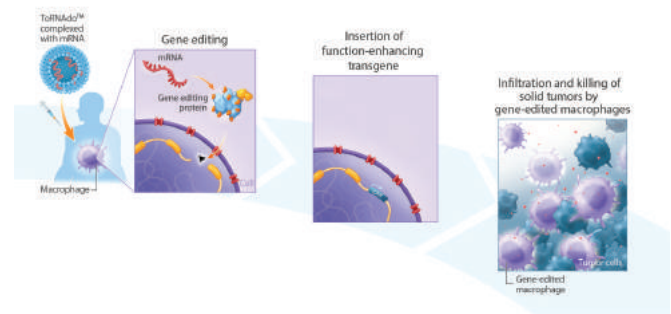 ToRNAdo™
complexed
with mRNA
Macrophage
Gene editing
mRNA
Gene editing
protein
Cell
Insertion of
function-enhancing
transgene
Infiltration and killing of
solid tumors by
gene-edited macrophages
Tumor cells
Gene-edited
macrophage